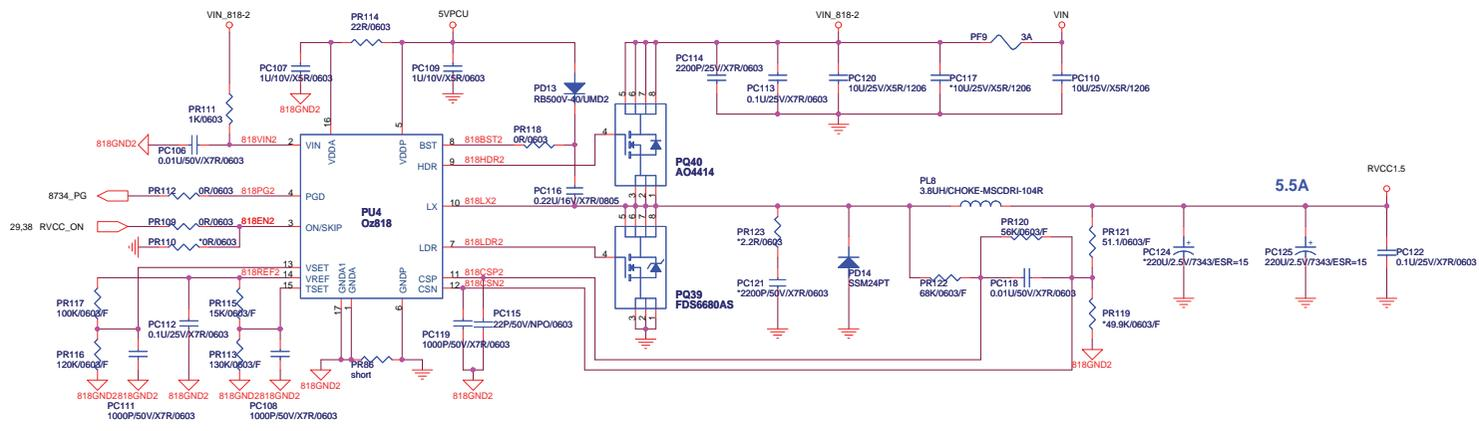 VIN_818-2
PR114
22R/0603
5VPCU
VIN_818-2
VIN
PF9
3A
PC107
1U/10V/X5R/0603
818GND2
PC109
1U/10V/X5R/0603
PD13
RB500V-40/UMD2
PC114
2200P/25V/X7R/0603
PC113
0.1U/25V/X7R/0603
PC120
10U/25V/X5R/1206
PC117
*10U/25V/X5R/1206
PC110
10U/25V/X5R/1206
PR111
1K/0603
818GND2
PC106
0.01U/50V/X7R/0603
818VIN2
2
16
5
VIN
VDDA
VDDP
BST
8
818BST2
PR118
0R/0603
HDR
9
818HDR2
5
6
7
8
4
3
2
1
PQ40
AO4414
8734_PG
PR112
0R/0603
818PG2
4
PGD
PU4
Oz818
PC116
0.22U/16V/X7R/0805
LX
10
818LX2
PL8
3.8UH/CHOKE-MSCDRI-104R
5.5A
RVCC1.5
29,38
RVCC_ON
PR109
0R/0603
818EN2
3
ON/SKIP
PR110
*0R/0603
LDR
7
818LDR2
5
6
7
8
4
3
2
1
PQ39
FDS6680AS
PR123
*2.2R/0603
PC121
*2200P/50V/X7R/0603
PD14
SSM24PT
PR120
56K/0603/F
PR122
68K/0603/F
PC118
0.01U/50V/X7R/0603
PR121
51.1/0603/F
PR119
*49.9K/0603/F
818GND2
PC124
*220U/2.5V/7343/ESR=15
PC125
220U/2.5V/7343/ESR=15
PC122
0.1U/25V/X7R/0603
13
VSET
818REF2
14
VREF
15
TSET
GNDA1
GNDA
GNDP
CSP
11
818CSP2
CSN
12
818CSN2
17
1
6
PR117
100K/0603/F
PR116
120K/0603/F
PC112
0.1U/25V/X7R/0603
PR115
15K/0603/F
PR113
130K/0603/F
PC119
1000P/50V/X7R/0603
PC115
22P/50V/NPO/0603
PR86
short
818GND2
818GND2
818GND2
818GND2
818GND2
818GND2
818GND2
PC111
1000P/50V/X7R/0603
PC108
1000P/50V/X7R/0603